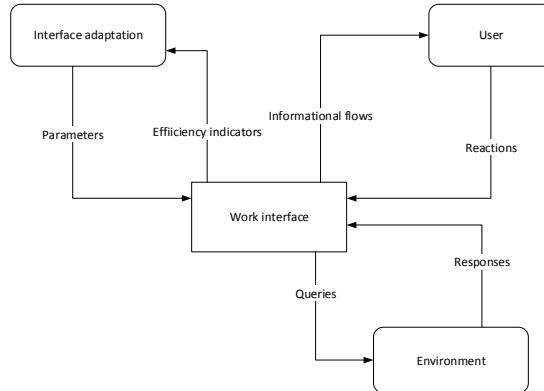 Interface adaptation
User
Parameters
Effiiciency indicators
Informational flows
Reactions
Work interface
Responses
Queries
Environment